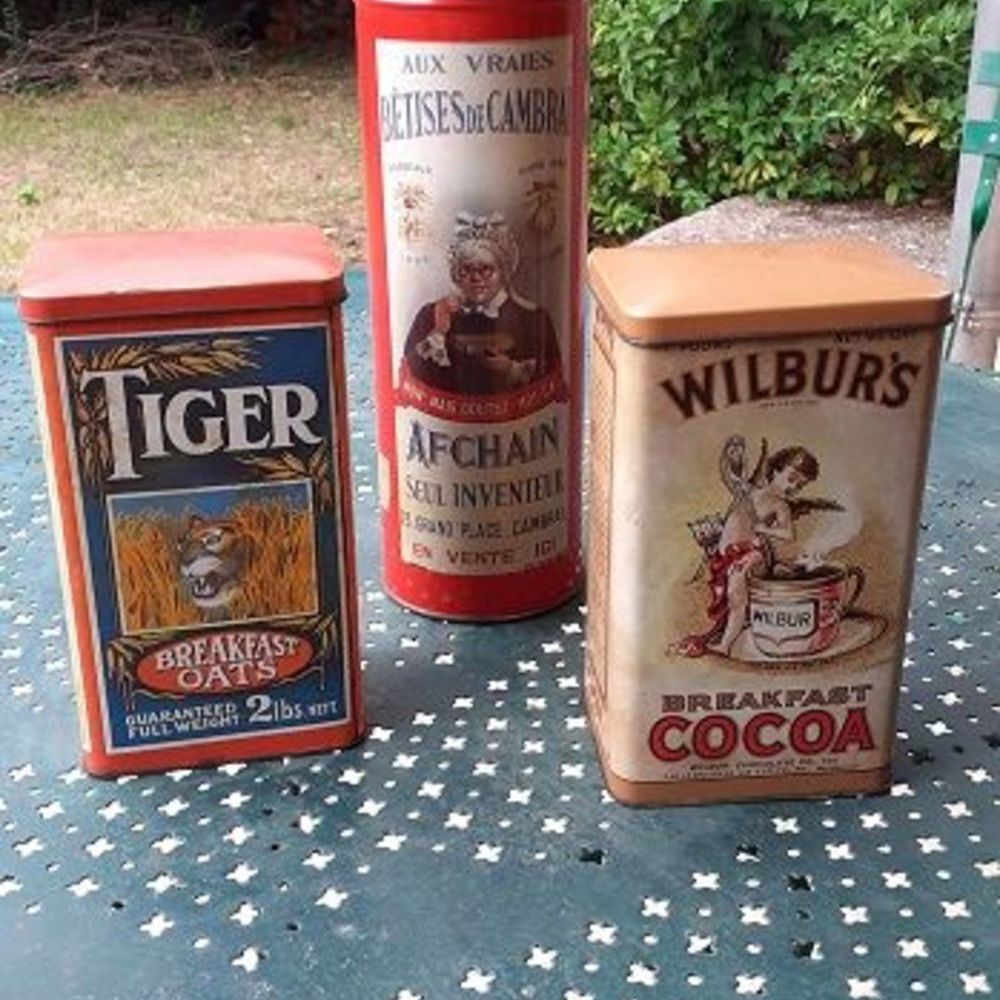 TIGER
BREAKFAST
OATS
GUARANTEED
FULL WEIGHT 2lbs NETT
AUX VRAIES
BÊTISES DE CAMBRA
AFCHAIN
SEUL INVENTEUR
GRAND PLACE, CAMBRAI
EN VENTE ICI
WILBUR'S
WILBUR
BREAKFAST
COCOA